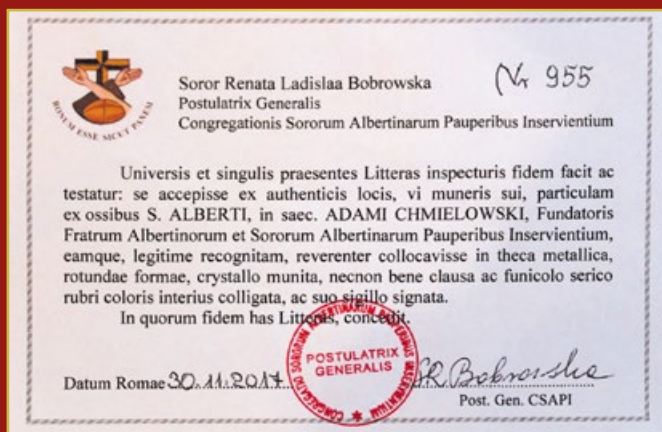 BONUM ESSE SICUT PANEM
Soror Renata Ladislaa Bobrowska
Nr 955
Postulatrix Generalis
Congregationis Sororum Albertinarum Pauperibus Inservientium
Universis et singulis praesentes Litteras inspecturis fidem facit ac
testatur: se accepisse ex authenticis locis, vi muneris sui, particulam
ex ossibus S. ALBERTI, in saec. ADAMI CHMIELOWSKI, Fundatoris
Fratrum Albertinorum et Sororum Albertinarum Pauperibus Inservientium,
eamque, legitime recognitam, reverenter collocavisse in theca metallica,
rotundae formae, crystallo munita, necnon bene clausa ac funicolo serico
rubri coloris interius colligata, ac suo sigillo signata.
In quorum fidem has Litteras, concedit.
CONGREGATIO SORORUM ALBERTINARUM PAUPERIBUS INSERVIENTIUM
POSTULATRIX
GENERALIS
Datum Romae 30.11.2017
SR Bobrowska
Post. Gen. CSAPI